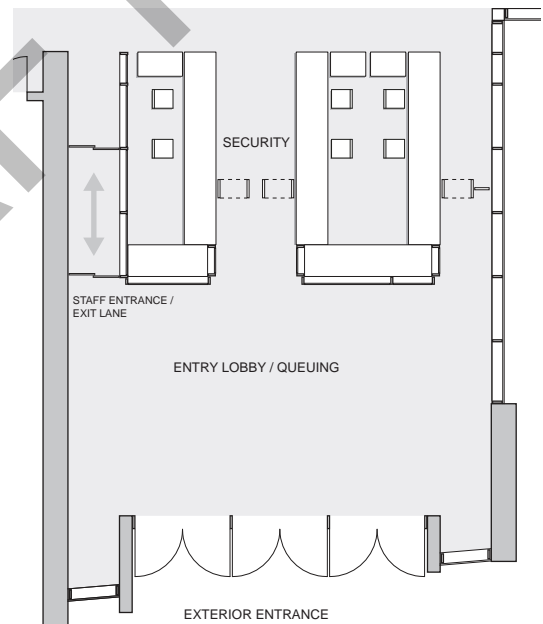 SECURITY
STAFF ENTRANCE /
EXIT LANE
ENTRY LOBBY / QUEUING
EXTERIOR ENTRANCE